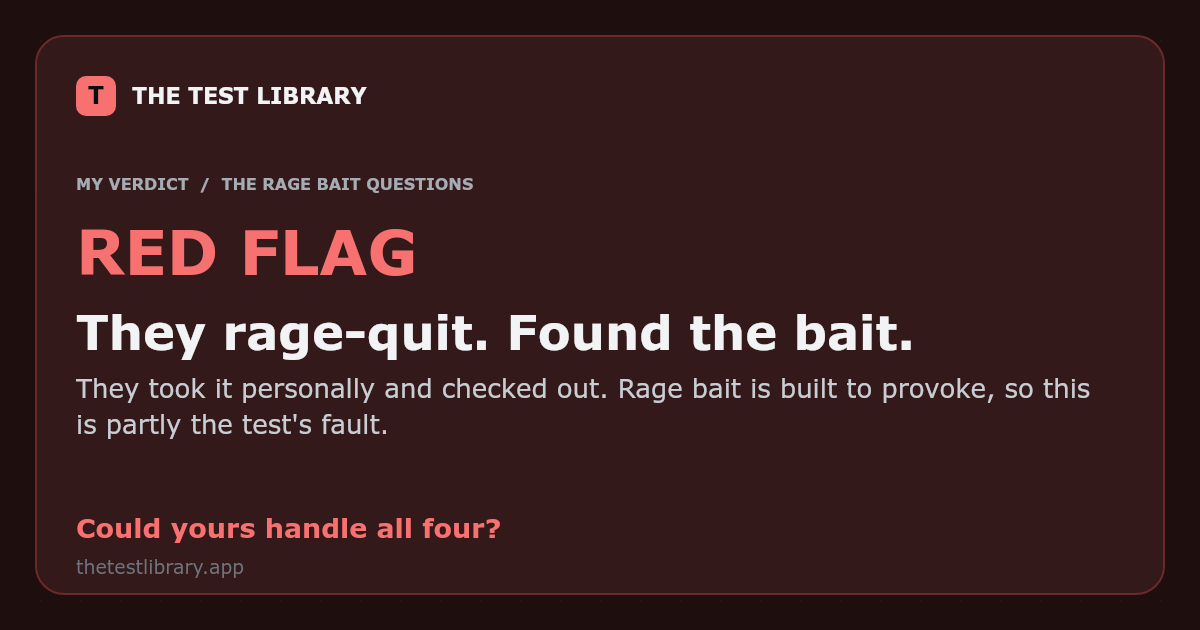 T THE TEST LIBRARY
MY VERDICT / THE RAGE BAIT QUESTIONS
RED FLAG
They rage-quit. Found the bait.
They took it personally and checked out. Rage bait is built to provoke, so this
is partly the test's fault.
Could yours handle all four?
thetestlibrary.app